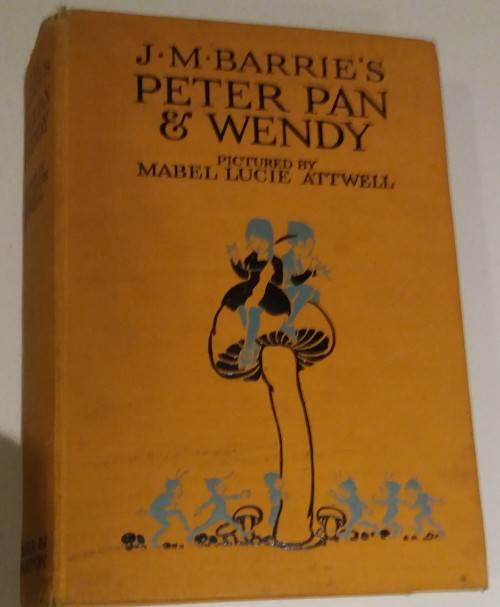 J·M·BARRIE'S
PETER PAN
& WENDY
PICTURED BY
MABEL LUCIE ATTWELL